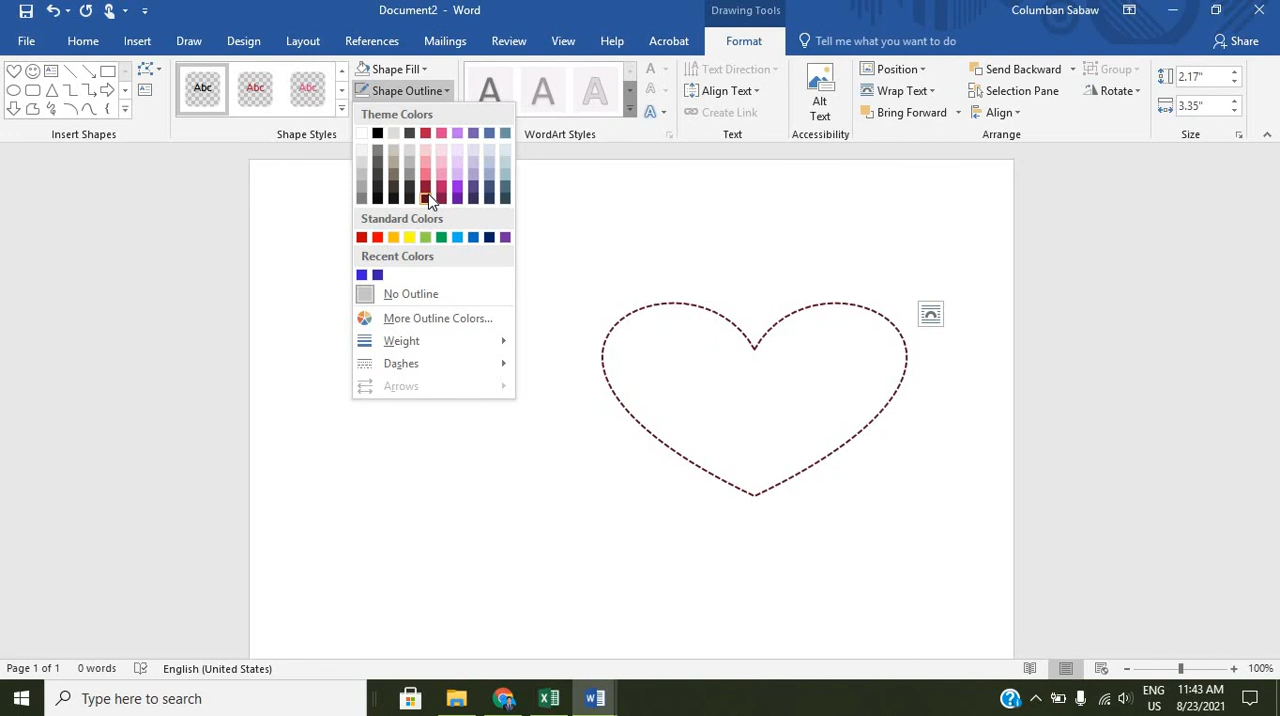 Document2 - Word
Drawing Tools
Columban Sabaw
File Home Insert Draw Design Layout References Mailings Review View Help Acrobat Format Tell me what you want to do Share
Shape Fill
Shape Outline
Abc Abc Abc
A A A
A
A
A
Text Direction
Align Text
Create Link
Alt
Text
Position
Wrap Text
Bring Forward
Send Backward
Selection Pane
Align
Group
Rotate
2.17"
3.35"
Insert Shapes Shape Styles WordArt Styles Text Accessibility Arrange Size
Theme Colors
Standard Colors
Recent Colors
No Outline
More Outline Colors...
Weight
Dashes
Arrows
Page 1 of 1 0 words English (United States) 100%
Type here to search
ENG
US
11:43 AM
8/23/2021